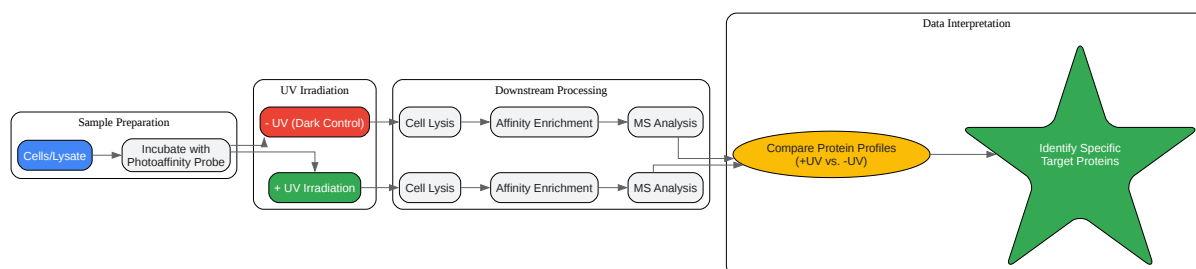 Sample Preparation
Cells/Lysate
Incubate with
Photoaffinity Probe
UV Irradiation
- UV (Dark Control)
+ UV Irradiation
Downstream Processing
Cell Lysis
Affinity Enrichment
MS Analysis
Cell Lysis
Affinity Enrichment
MS Analysis
Data Interpretation
Compare Protein Profiles
(+UV vs. -UV)
Identify Specific
Target Proteins